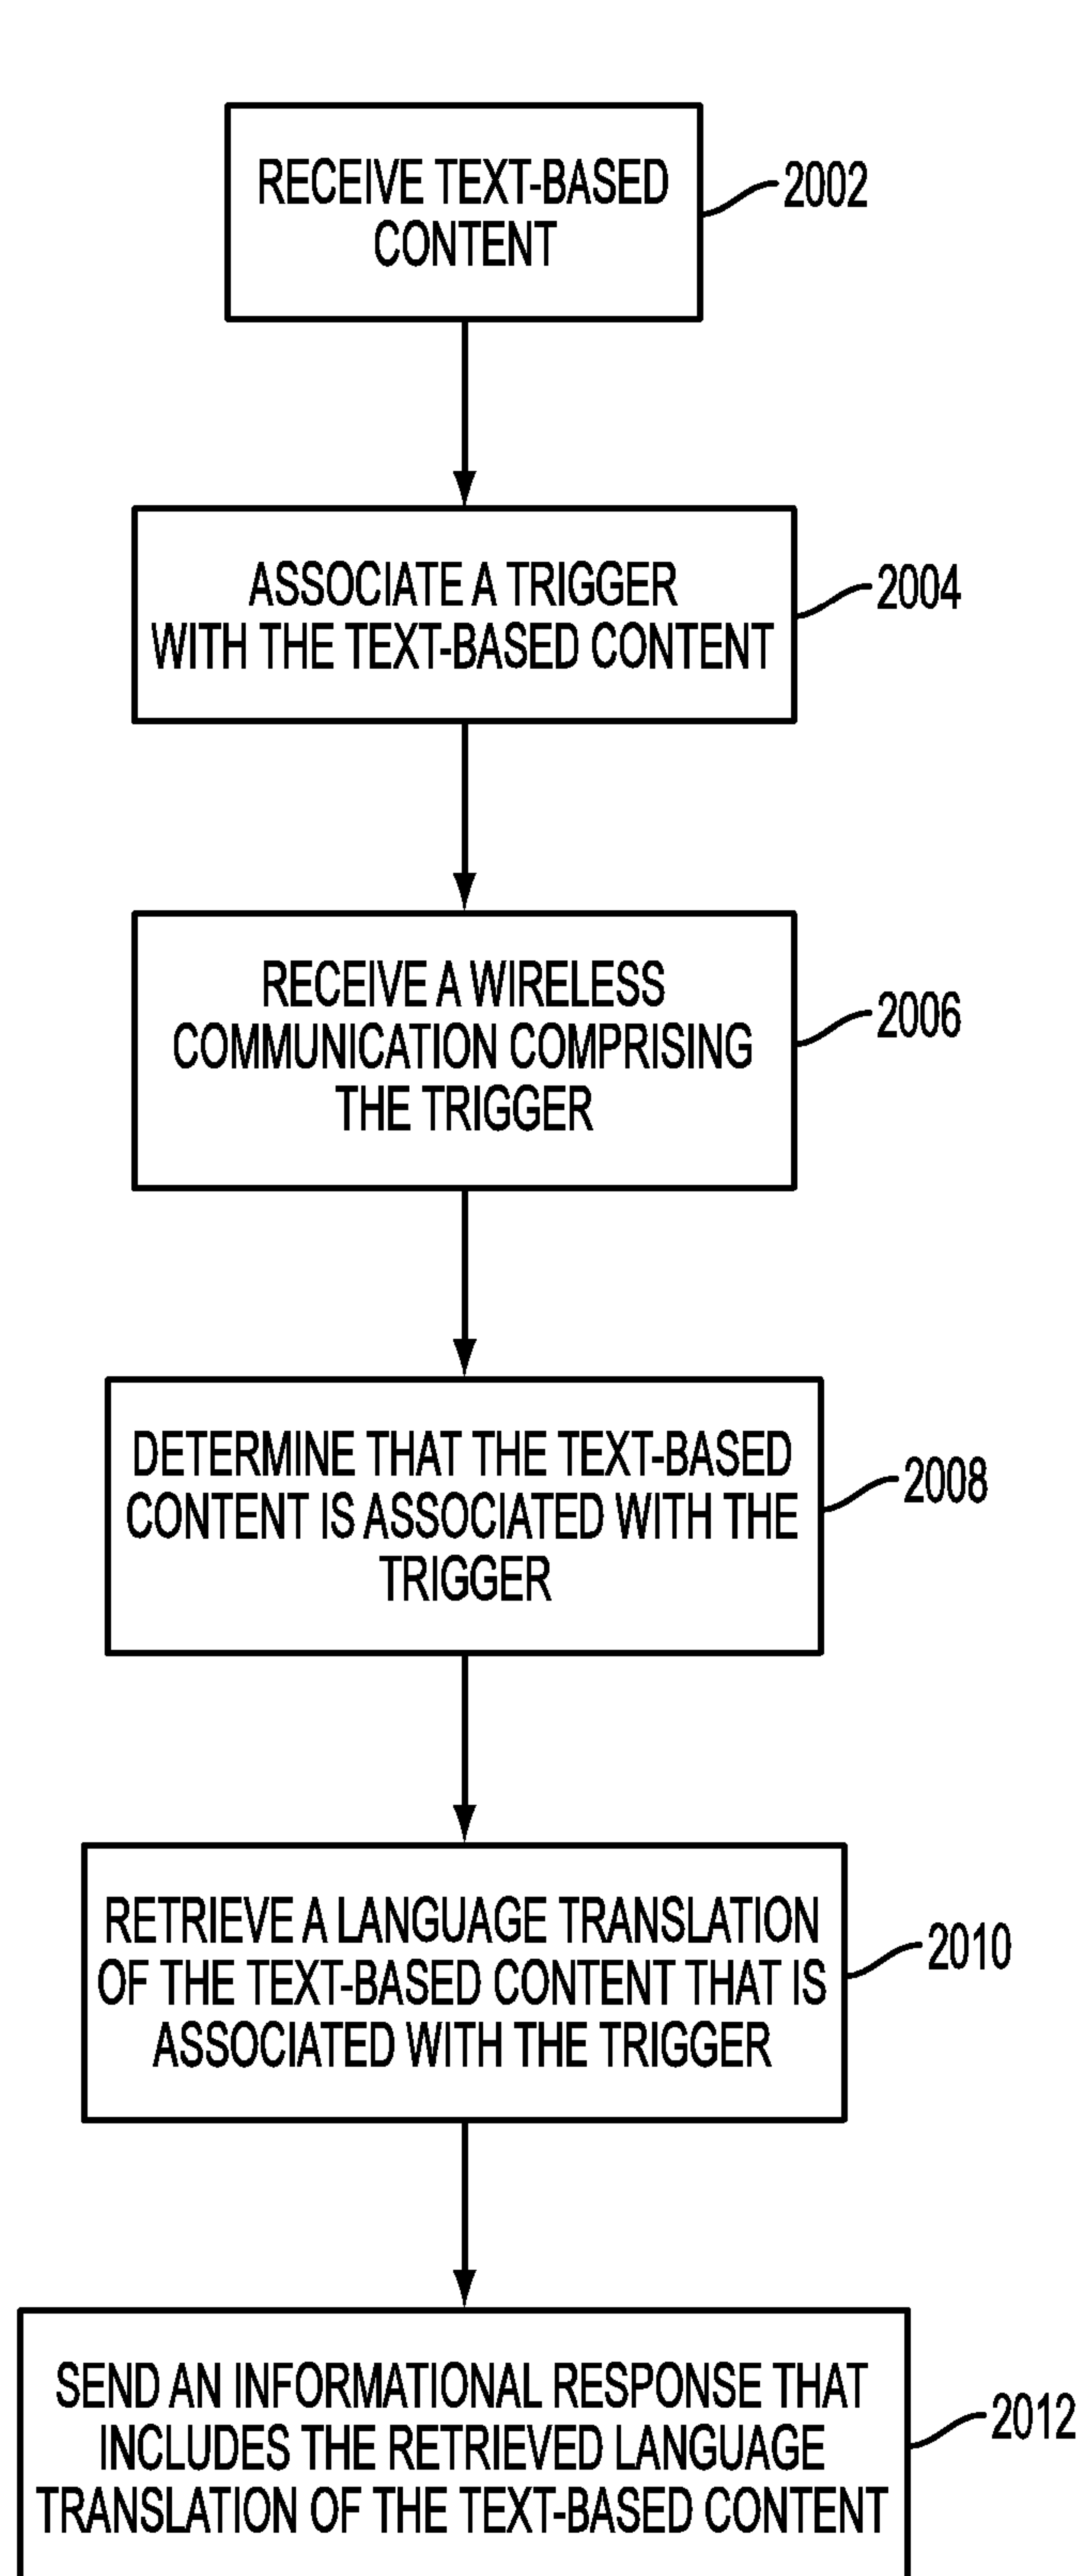 RECEIVE TEXT-BASED
CONTENT
2002
ASSOCIATE A TRIGGER
WITH THE TEXT-BASED CONTENT
2004
RECEIVE A WIRELESS
COMMUNICATION COMPRISING
THE TRIGGER
2006
DETERMINE THAT THE TEXT-BASED
CONTENT IS ASSOCIATED WITH THE
TRIGGER
2008
RETRIEVE A LANGUAGE TRANSLATION
OF THE TEXT-BASED CONTENT THAT IS
ASSOCIATED WITH THE TRIGGER
2010
SEND AN INFORMATIONAL RESPONSE THAT
INCLUDES THE RETRIEVED LANGUAGE
TRANSLATION OF THE TEXT-BASED CONTENT
2012